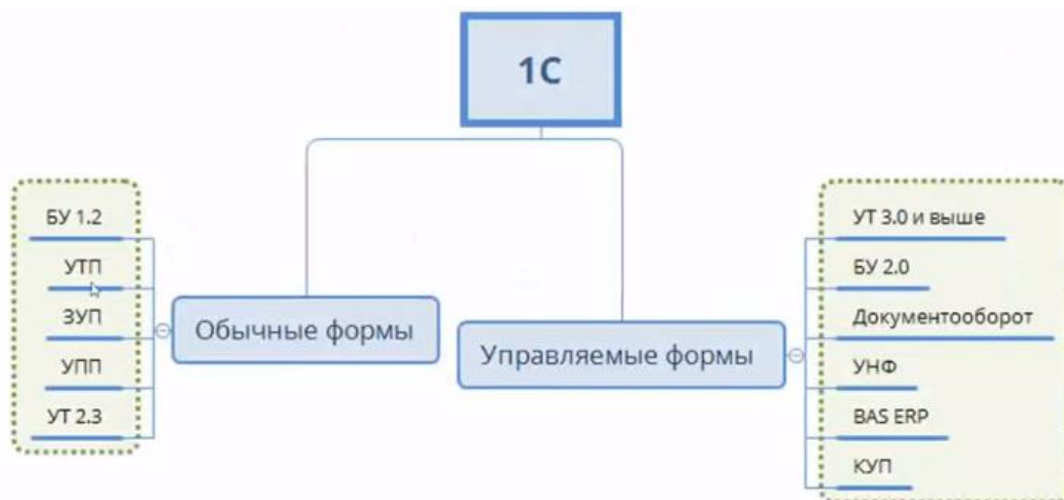 1С
БУ 1.2
УТП
ЗУП
УПП
УТ 2.3
Обычные формы
Управляемые формы
УТ 3.0 и выше
БУ 2.0
Документооборот
УНФ
BAS ERP
КУП